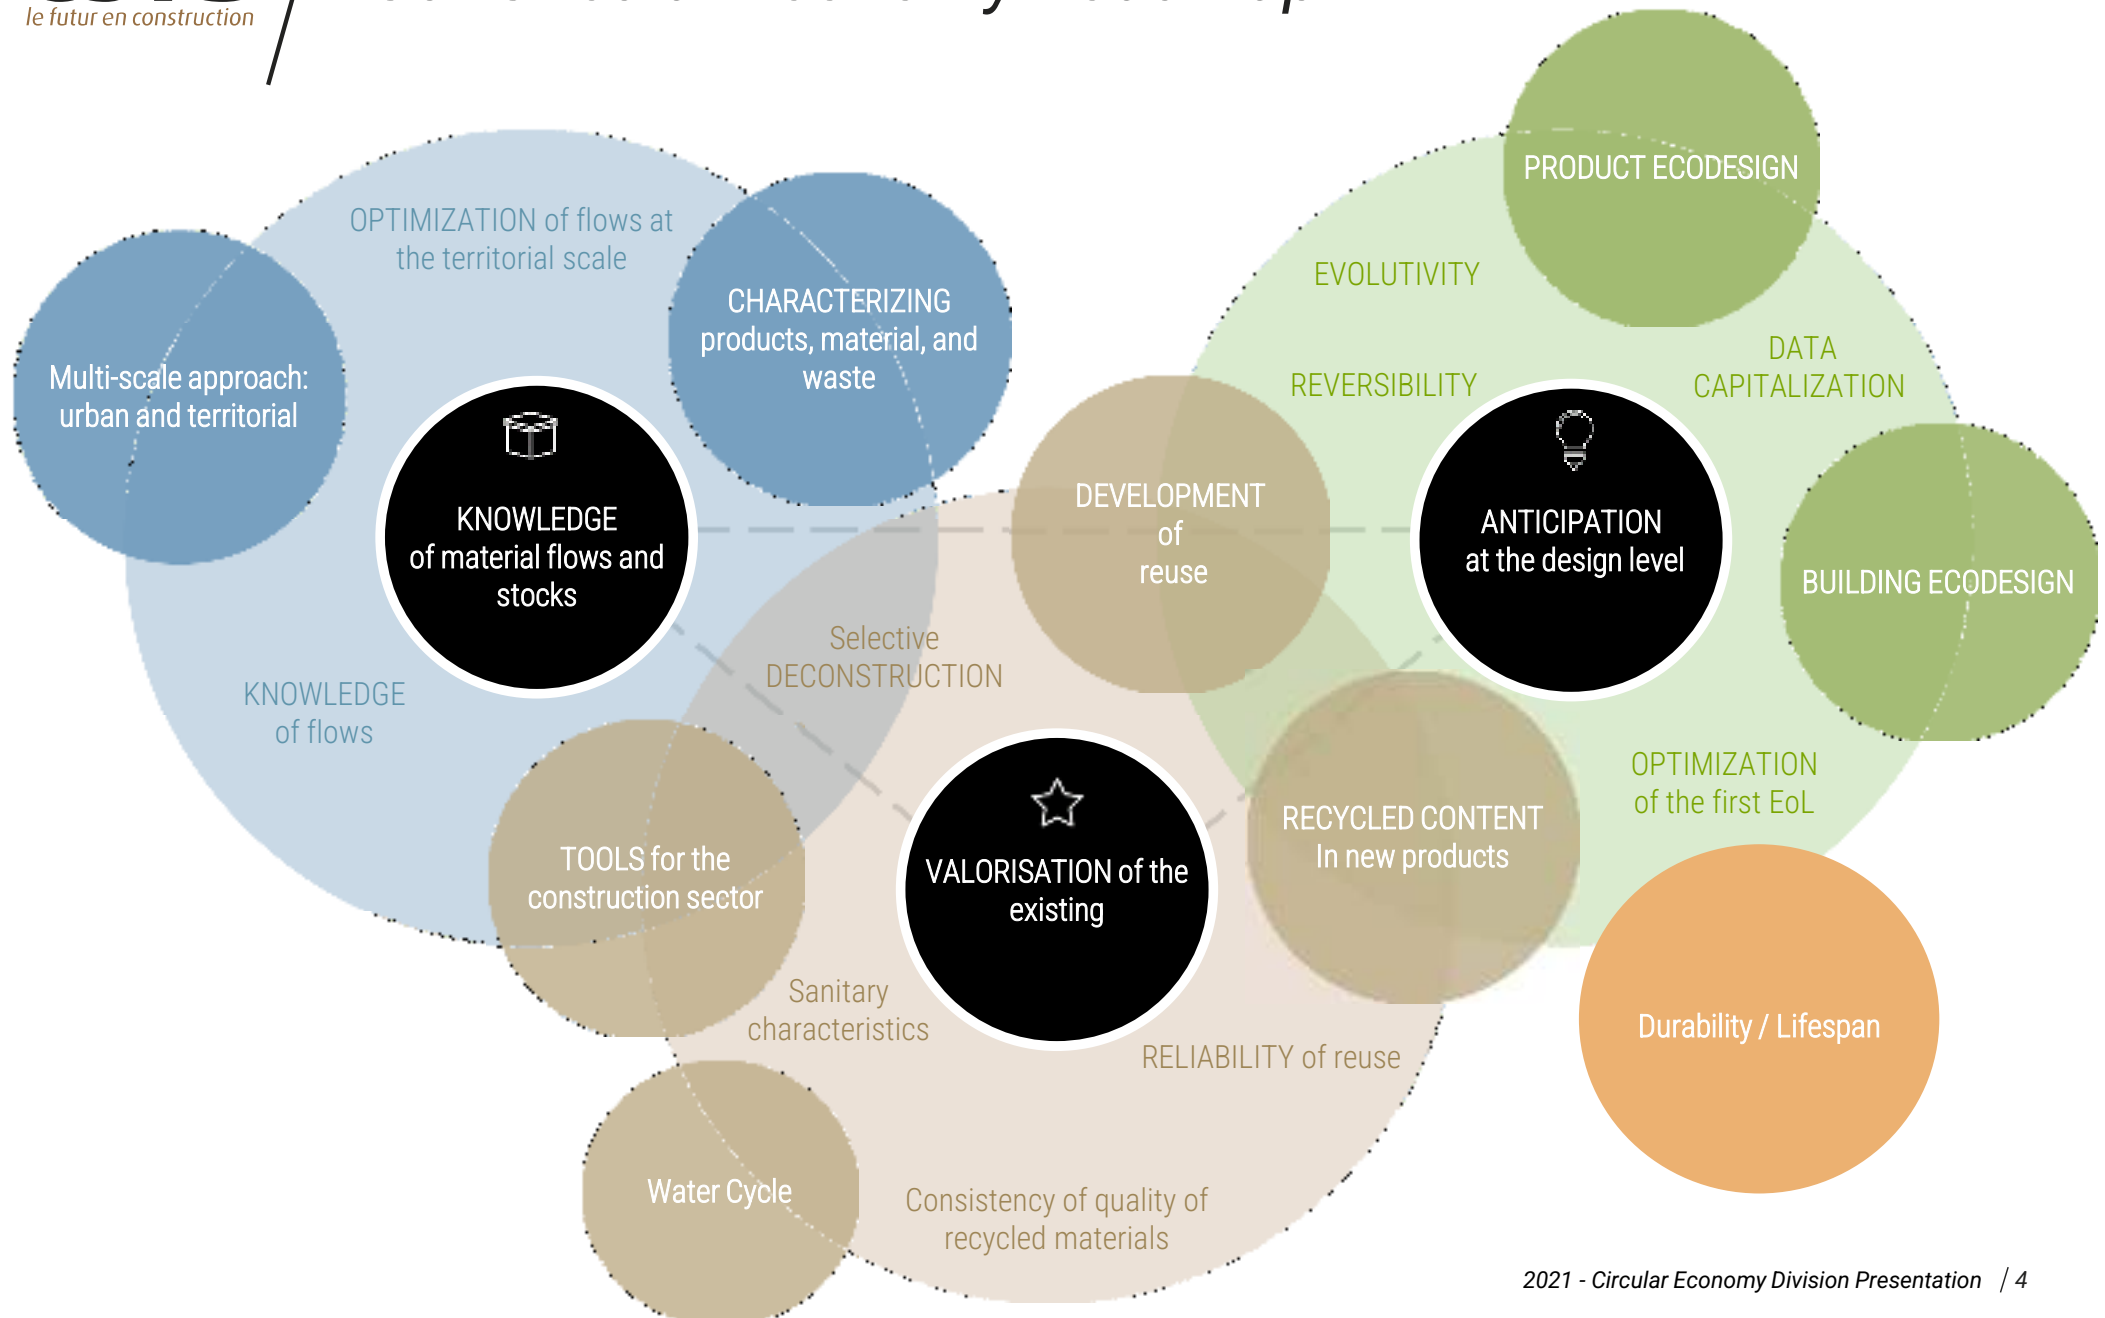 le futur en construction
PRODUCT ECODESIGN
OPTIMIZATION of flows at
the territorial scale
EVOLUTIVITY
CHARACTERIZING
products, material, and
waste
DATA
CAPITALIZATION
Multi-scale approach:
urban and territorial
REVERSIBILITY
DEVELOPMENT
of
reuse
KNOWLEDGE
of material flows and
stocks
ANTICIPATION
at the design level
BUILDING ECODESIGN
Selective
DECONSTRUCTION
KNOWLEDGE
of flows
OPTIMIZATION
of the first EoL
RECYCLED CONTENT
In new products
TOOLS for the
construction sector
VALORISATION of the
existing
Sanitary
characteristics
Durability / Lifespan
RELIABILITY of reuse
Water Cycle
Consistency of quality of
recycled materials
2021 - Circular Economy Division Presentation / 4